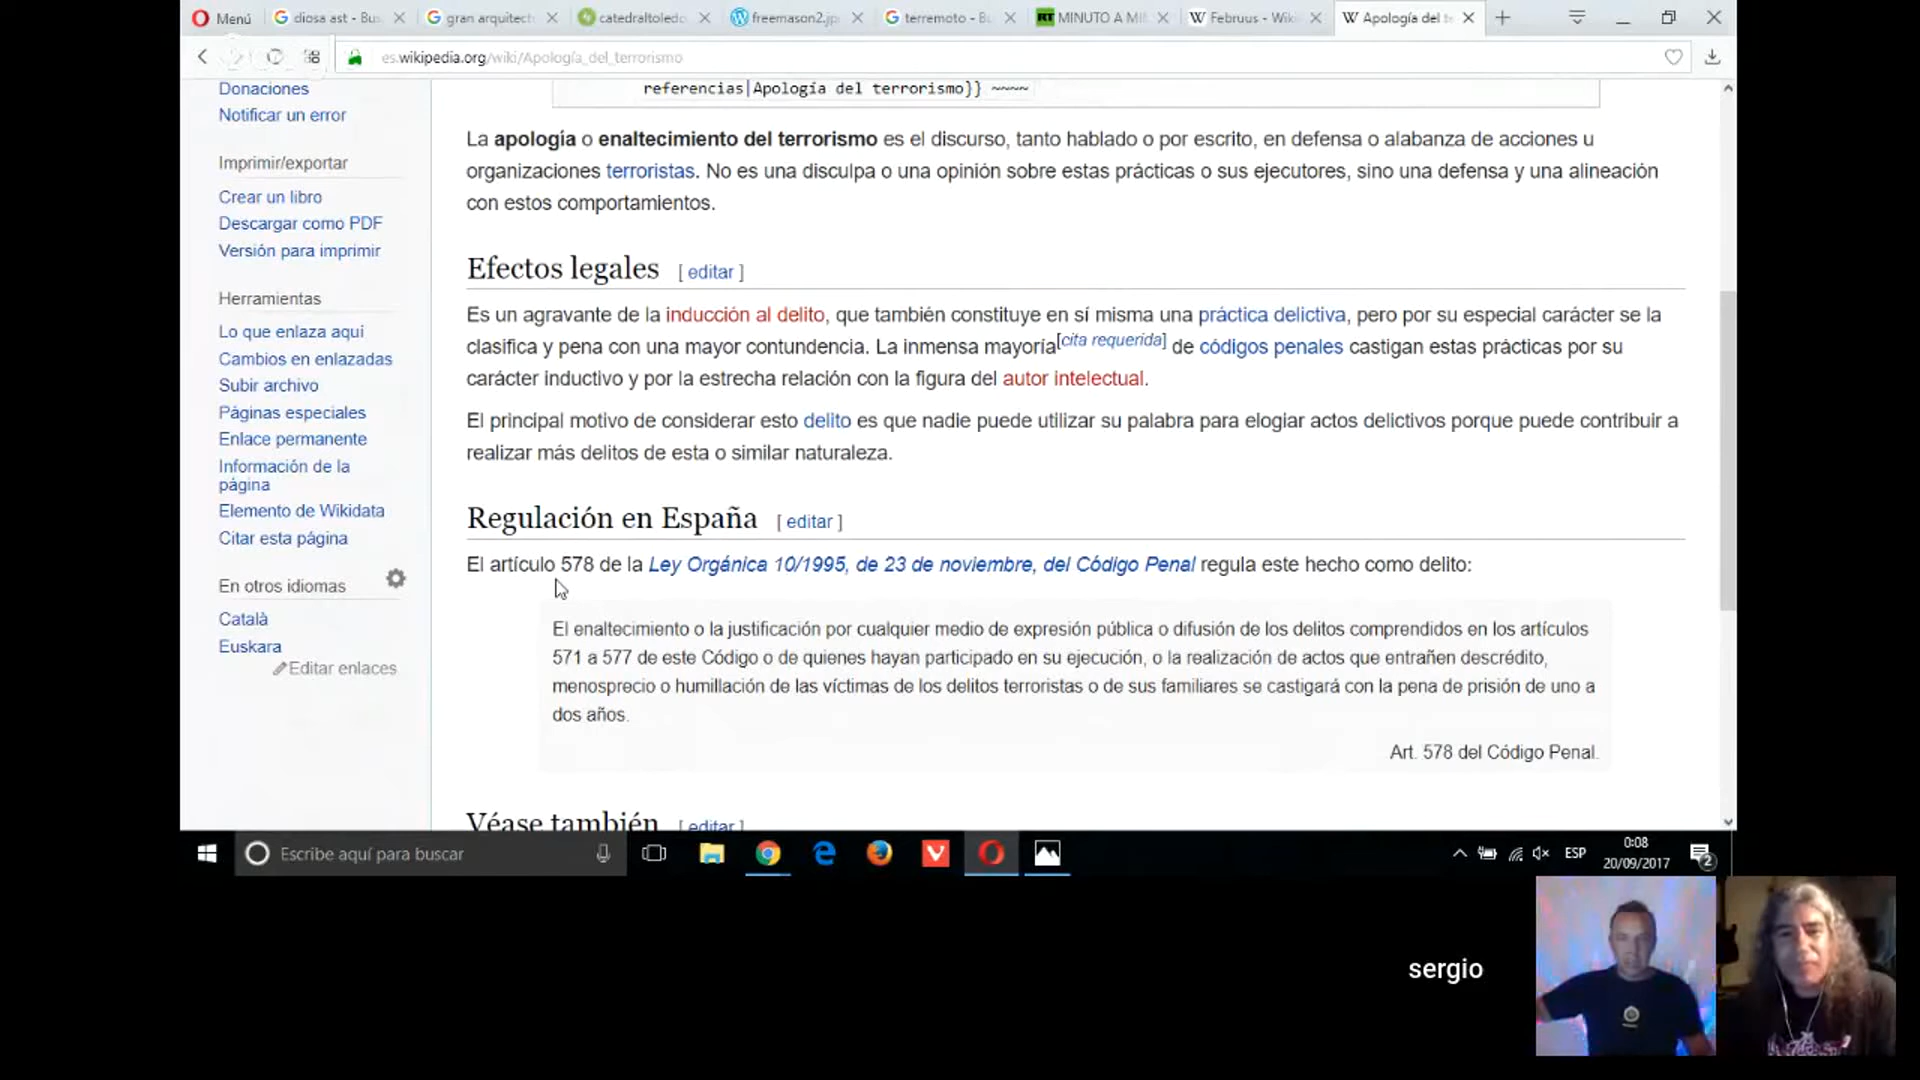 Menú
diosa ast - Bus
gran arquitect
catedraltoledo
freemason2.jp
terremoto - Bu
RT MINUTO A MI
W Februus - Wiki
W Apología del te
es.wikipedia.org/wiki/Apología_del_terrorismo
Donaciones
Notificar un error
Imprimir/exportar
Crear un libro
Descargar como PDF
Versión para imprimir
Herramientas
Lo que enlaza aquí
Cambios en enlazadas
Subir archivo
Páginas especiales
Enlace permanente
Información de la
página
Elemento de Wikidata
Citar esta página
En otros idiomas
Català
Euskara
Editar enlaces
referencias|Apología del terrorismo}} ~~~~
La apología o enaltecimiento del terrorismo es el discurso, tanto hablado o por escrito, en defensa o alabanza de acciones u
organizaciones terroristas. No es una disculpa o una opinión sobre estas prácticas o sus ejecutores, sino una defensa y una alineación
con estos comportamientos.
Efectos legales [ editar ]
Es un agravante de la inducción al delito, que también constituye en sí misma una práctica delictiva, pero por su especial carácter se la
clasifica y pena con una mayor contundencia. La inmensa mayoría[cita requerida] de códigos penales castigan estas prácticas por su
carácter inductivo y por la estrecha relación con la figura del autor intelectual.
El principal motivo de considerar esto delito es que nadie puede utilizar su palabra para elogiar actos delictivos porque puede contribuir a
realizar más delitos de esta o similar naturaleza.
Regulación en España [ editar ]
El artículo 578 de la Ley Orgánica 10/1995, de 23 de noviembre, del Código Penal regula este hecho como delito:
El enaltecimiento o la justificación por cualquier medio de expresión pública o difusión de los delitos comprendidos en los artículos
571 a 577 de este Código o de quienes hayan participado en su ejecución, o la realización de actos que entrañen descrédito,
menosprecio o humillación de las víctimas de los delitos terroristas o de sus familiares se castigará con la pena de prisión de uno a
dos años.
Art. 578 del Código Penal.
Véase también [ editar ]
Escribe aquí para buscar
ESP
0:08
20/09/2017
2
sergio